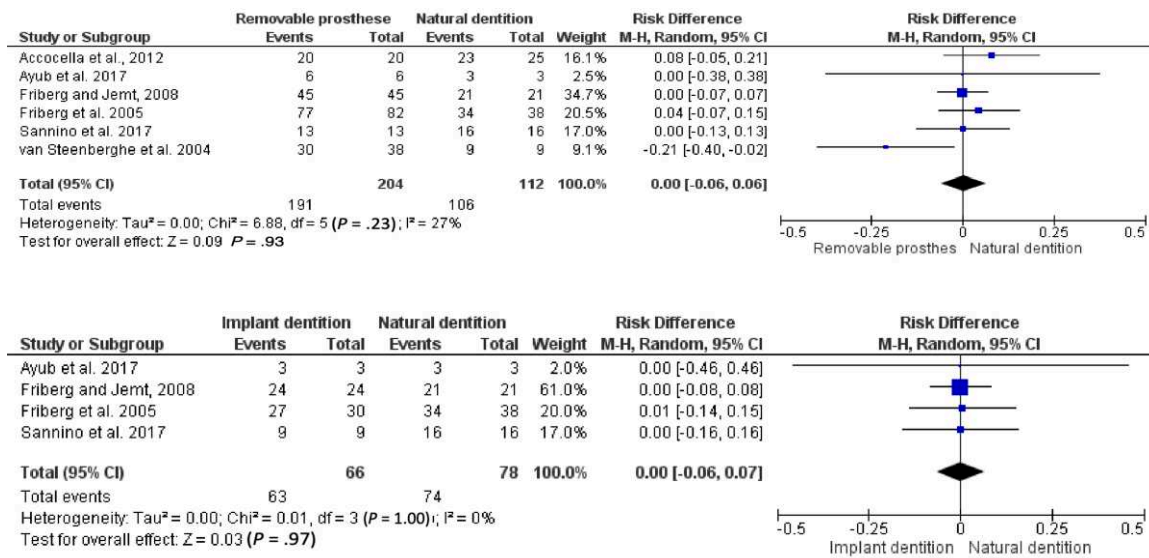 Removable prosthese Natural dentition Risk Difference Risk Difference
Study or Subgroup Events Total Events Total Weight M-H, Random, 95% CI M-H, Random, 95% CI
Accocella et al., 2012 20 20 23 25 16.1% 0.08 [-0.05, 0.21]
Ayub et al. 2017 6 6 3 3 2.5% 0.00 [-0.38, 0.38]
Friberg and Jemt, 2008 45 45 21 21 34.7% 0.00 [-0.07, 0.07]
Friberg et al. 2005 77 82 34 38 20.5% 0.04 [-0.07, 0.15]
Sannino et al. 2017 13 13 16 16 17.0% 0.00 [-0.13, 0.13]
van Steenberghe et al. 2004 30 38 9 9 9.1% -0.21 [-0.40, -0.02]
Total (95% CI) 204 112 100.0% 0.00 [-0.06, 0.06]
Total events 191 106
Heterogeneity: Tau² = 0.00; Chi² = 6.88, df = 5 (P = .23); I² = 27%
Test for overall effect: Z = 0.09 P = .93
-0.5 -0.25 0 0.25 0.5
Removable prosthes Natural dentition
Implant dentition Natural dentition Risk Difference Risk Difference
Study or Subgroup Events Total Events Total Weight M-H, Random, 95% CI M-H, Random, 95% CI
Ayub et al. 2017 3 3 3 3 2.0% 0.00 [-0.46, 0.46]
Friberg and Jemt, 2008 24 24 21 21 61.0% 0.00 [-0.08, 0.08]
Friberg et al. 2005 27 30 34 38 20.0% 0.01 [-0.14, 0.15]
Sannino et al. 2017 9 9 16 16 17.0% 0.00 [-0.16, 0.16]
Total (95% CI) 66 78 100.0% 0.00 [-0.06, 0.07]
Total events 63 74
Heterogeneity: Tau² = 0.00; Chi² = 0.01, df = 3 (P = 1.00); I² = 0%
Test for overall effect: Z = 0.03 (P = .97)
-0.5 -0.25 0 0.25 0.5
Implant dentition Natural dentition